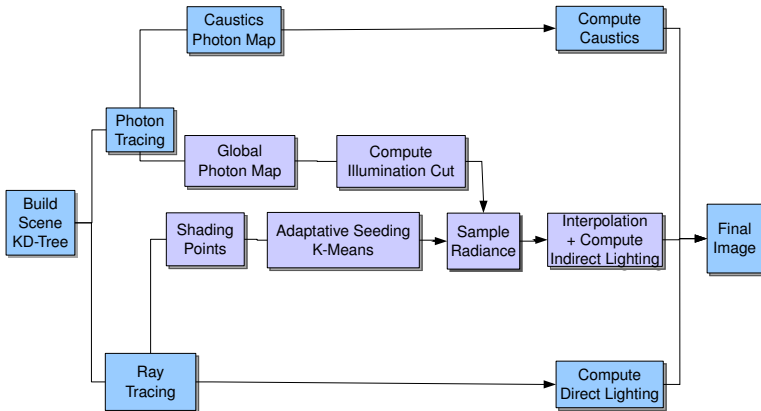 Caustics
Photon Map
Compute
Caustics
Photon
Tracing
Global
Photon Map
Compute
Illumination Cut
Build
Scene
KD-Tree
Shading
Points
Adaptative Seeding
K-Means
Sample
Radiance
Interpolation
+ Compute
Indirect Lighting
Final
Image
Ray
Tracing
Compute
Direct Lighting